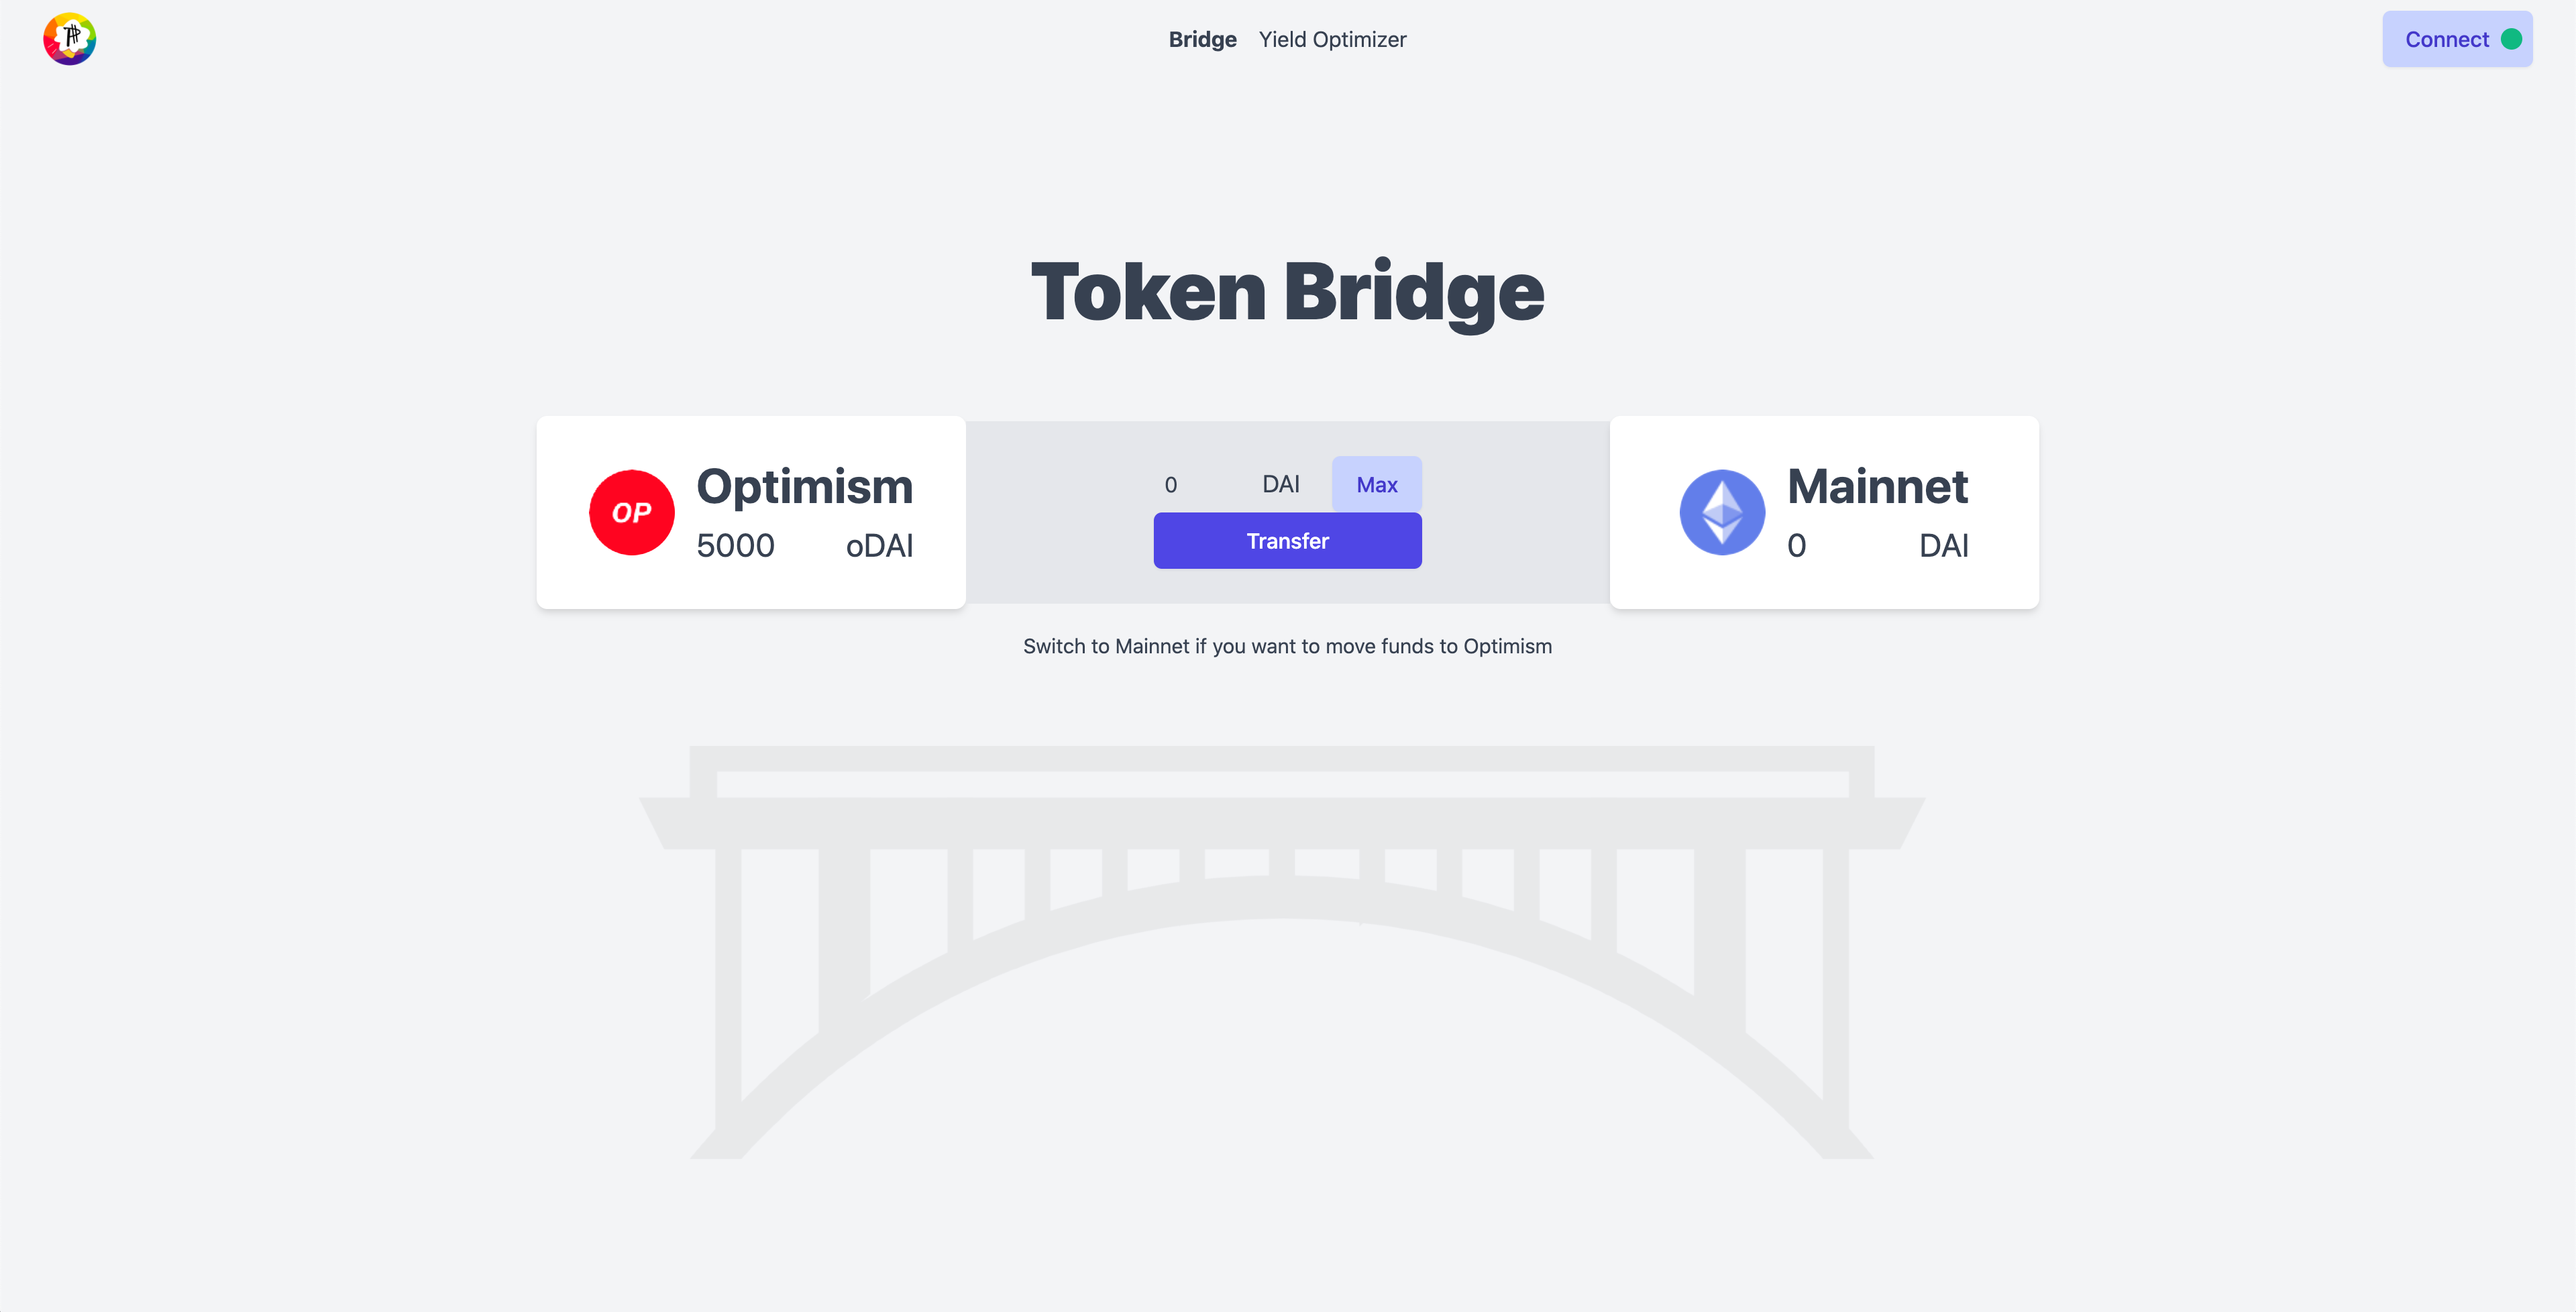 Bridge Yield Optimizer
Connect
Token Bridge
OP
Optimism
5000 oDAI
0 DAI Max
Transfer
Mainnet
0 DAI
Switch to Mainnet if you want to move funds to Optimism